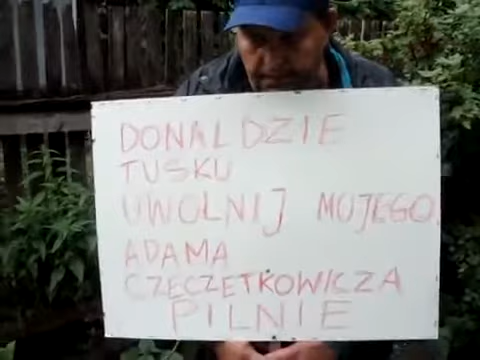 DONALDZIE
TUSKU
UWOLNIJ MOJEGO
ADAMA
CZECZETKOWICZA
PILNIE